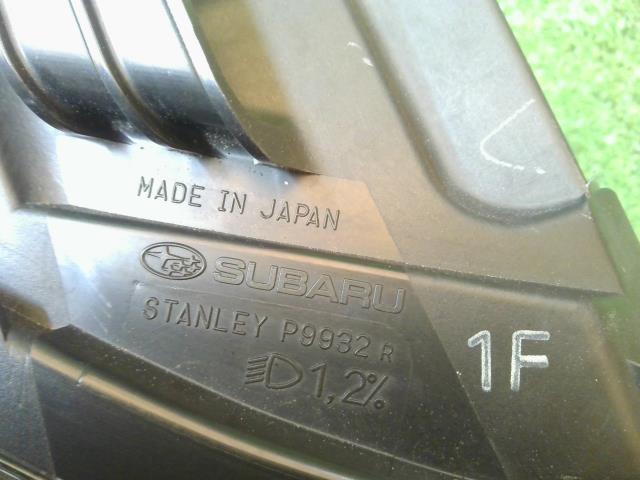 MADE IN JAPAN
SUBARU
STANLEY P9932 R
1,2%
1F